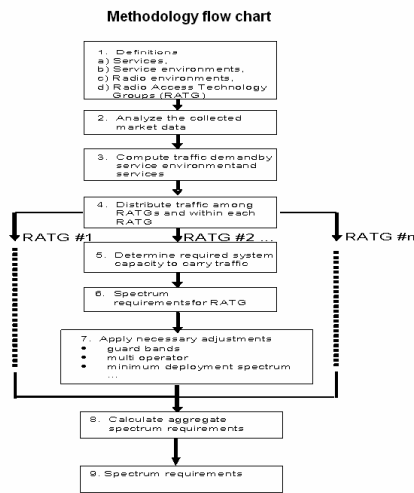 Methodology flow chart
1. Definitions
a) Services,
b) Service environments,
c) Radio environments,
d) Radio Access Technology
Groups (RATG)
2. Analyze the collected
market data
3. Compute traffic demandby
service environmentand
services
4. Distribute traffic among
RATGs and within each
RATG
RATG #1
RATG #2 ...
RATG #n
5. Determine required system
capacity to carry traffic
6. Spectrum
requirementsfor RATG
7. Apply necessary adjustments
• guard bands
• multi operator
• minimum deployment spectrum
...
8. Calculate aggregate
spectrum requirements
9. Spectrum requirements